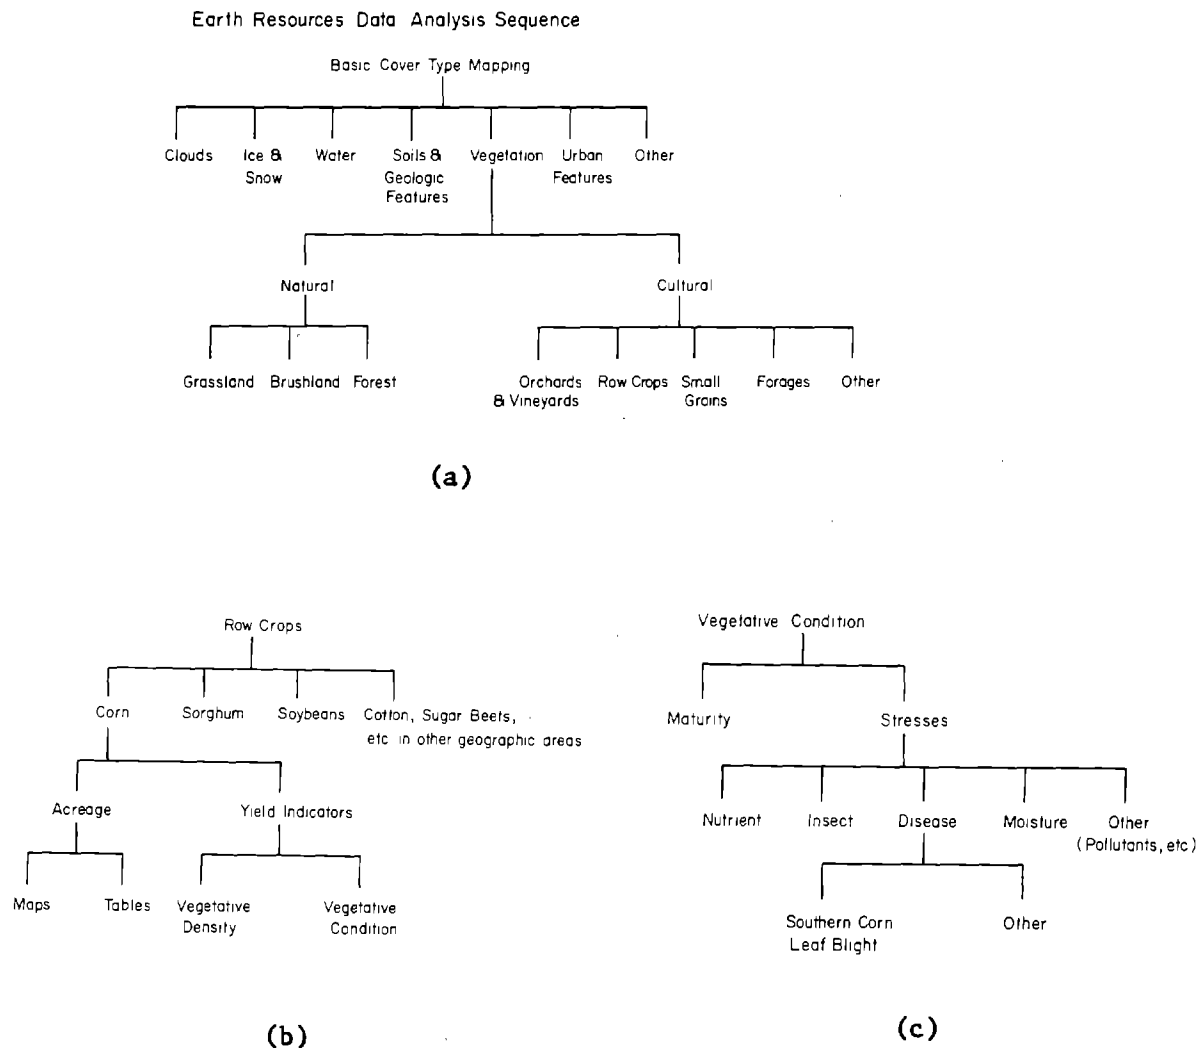 Earth Resources Data Analysis Sequence
Basic Cover Type Mapping
Clouds
Ice &
Snow
Water
Soils &
Geologic
Features
Vegetation
Urban
Features
Other
Natural
Cultural
Grassland
Brushland
Forest
Orchards
& Vineyards
Row Crops
Small
Grains
Forages
Other
(a)
Row Crops
Corn
Sorghum
Soybeans
Cotton, Sugar Beets,
etc in other geographic areas
Acreage
Yield Indicators
Maps
Tables
Vegetative
Density
Vegetative
Condition
(b)
Vegetative Condition
Maturity
Stresses
Nutrient
Insect
Disease
Moisture
Other
(Pollutants, etc)
Southern Corn
Leaf Blight
Other
(c)